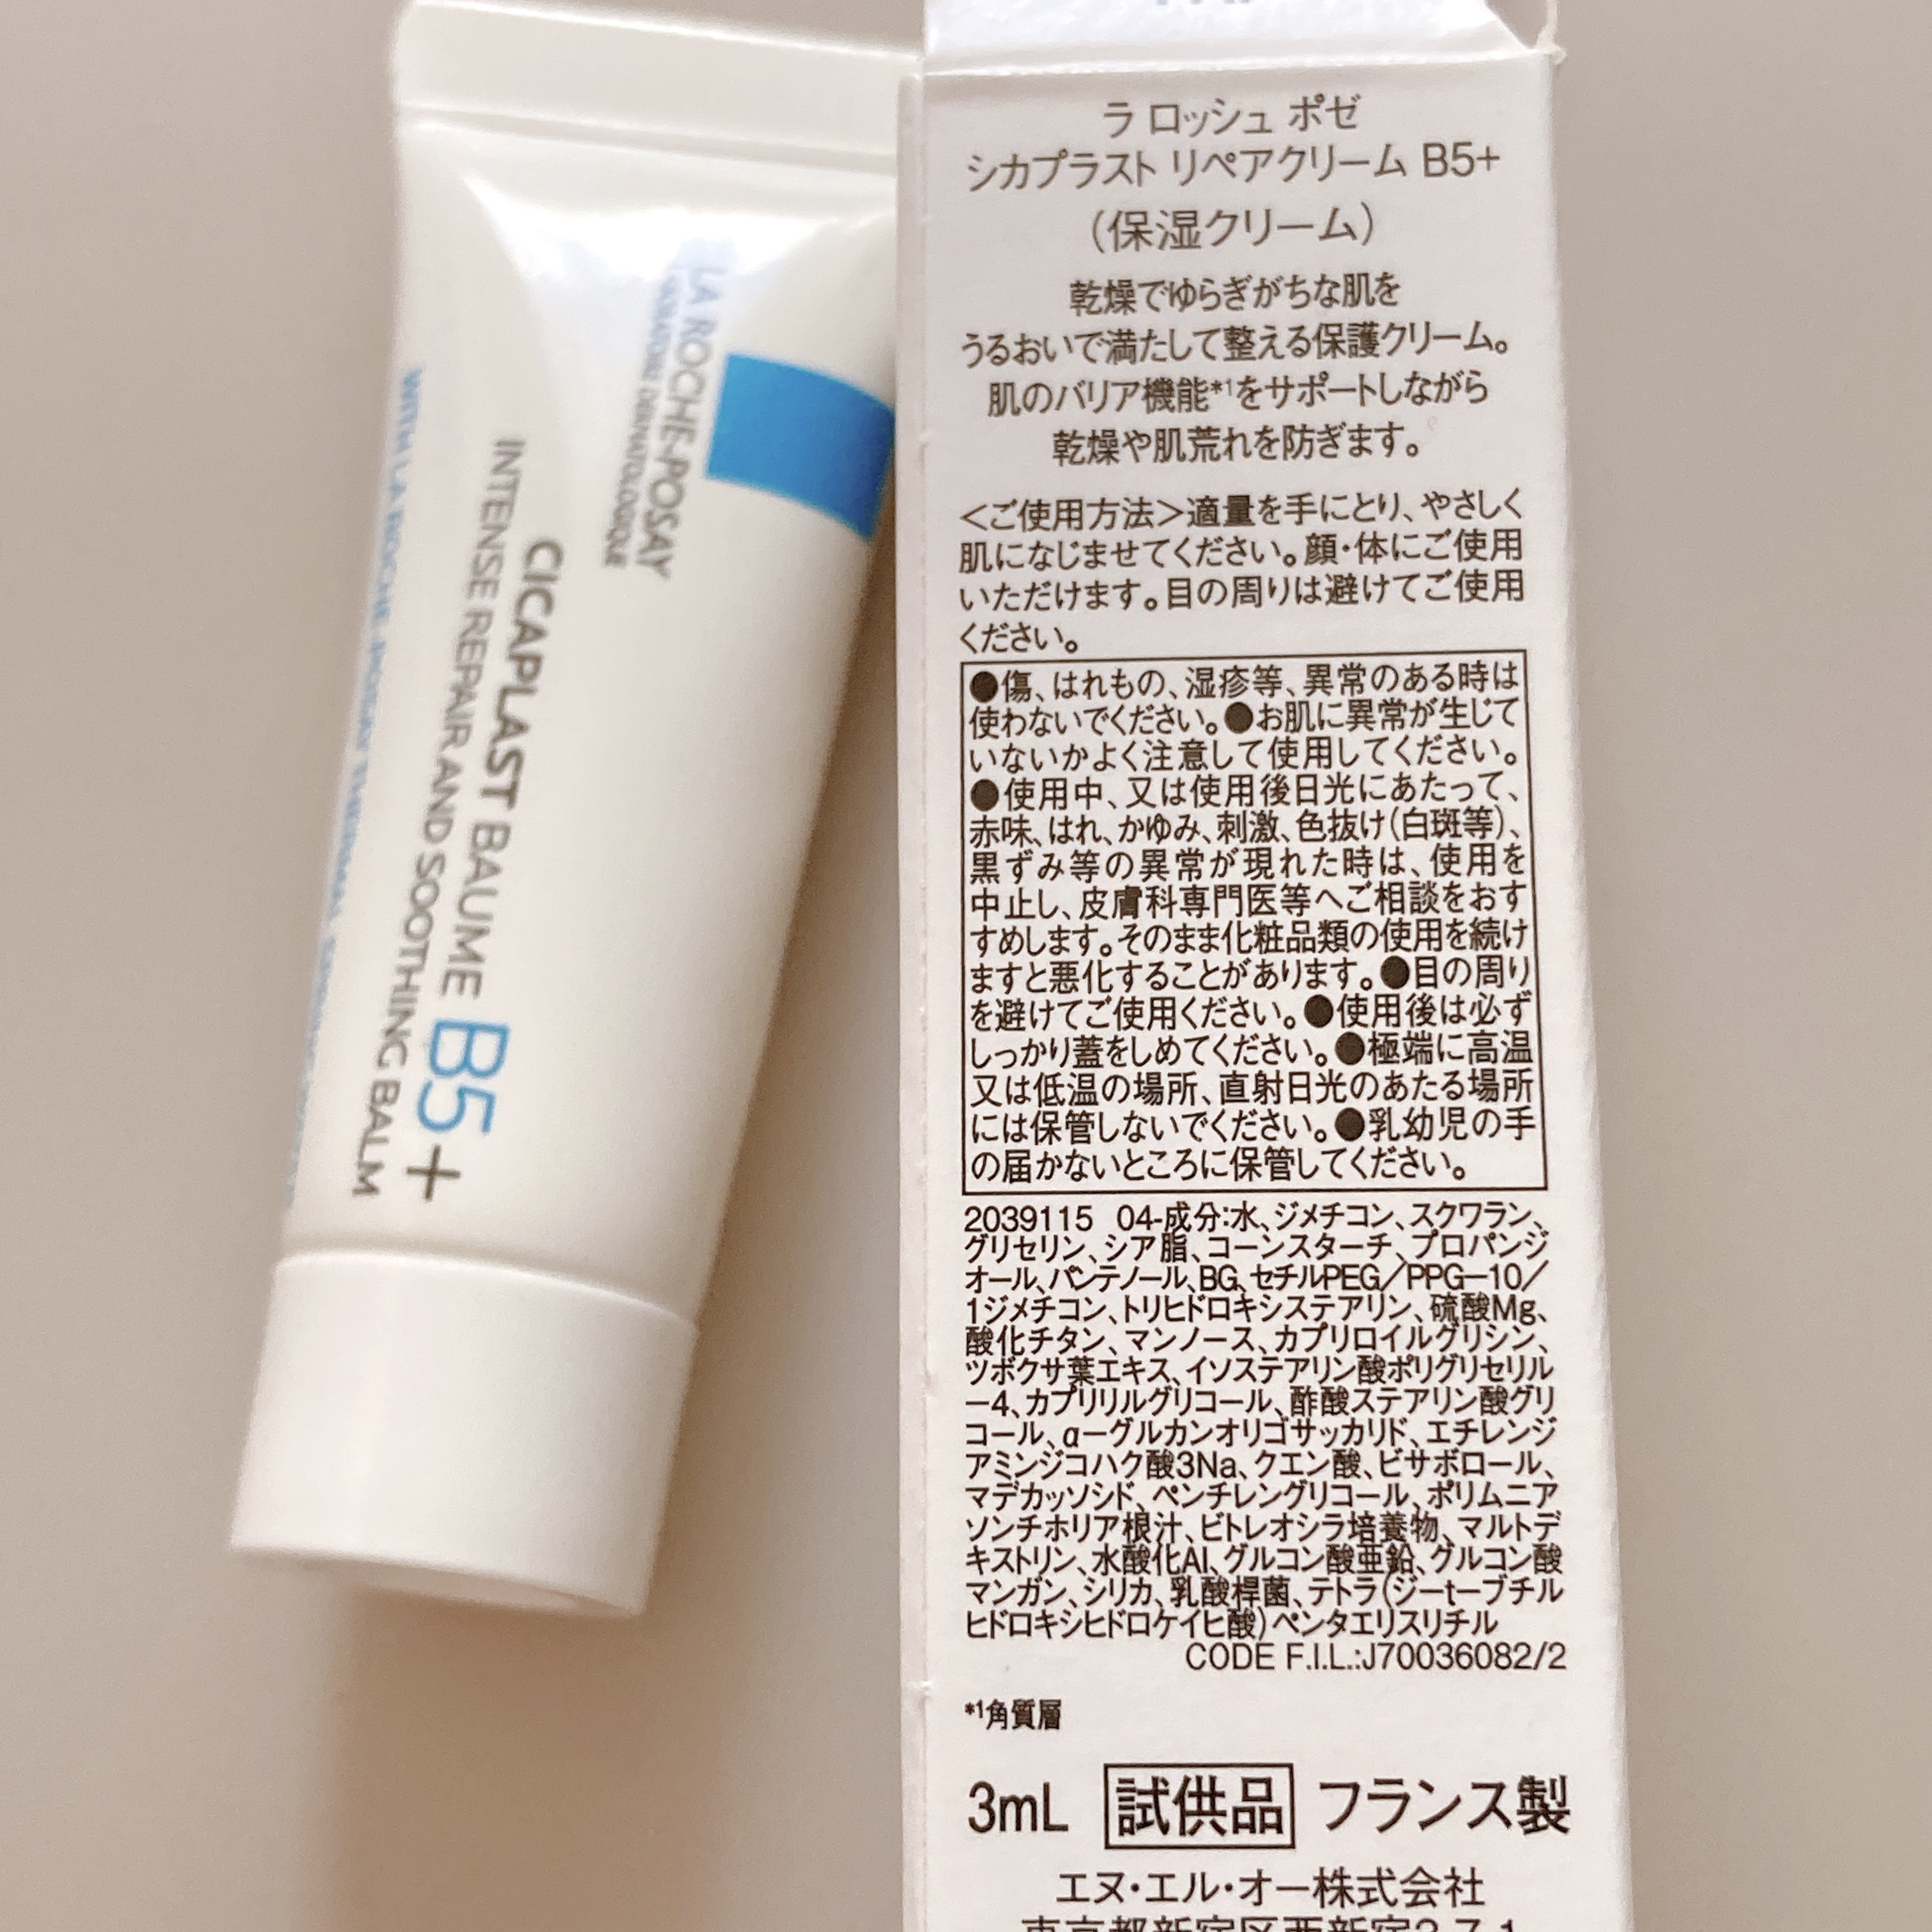 LA ROCHE-POSAY
LABORATOIRE DERMATOLOGIQUE
CICAPLAST BAUME B5+
INTENSE REPAIR AND SOOTHING BALM
WITH LA ROCHE-POSAY THERMAL
ラ ロッシュ ポゼ
シカプラスト リペアクリーム B5+
（保湿クリーム）
乾燥でゆらぎがちな肌を
うるおいで満たして整える保護クリーム。
肌のバリア機能*1をサポートしながら
乾燥や肌荒れを防ぎます。
＜ご使用方法＞適量を手にとり、やさしく
肌になじませてください。顔・体にご使用
いただけます。目の周りは避けてご使用
ください。
●傷、はれもの、湿疹等、異常のある時は
使わないでください。●お肌に異常が生じて
いないかよく注意して使用してください。
●使用中、又は使用後日光にあたって、
赤味、はれ、かゆみ、刺激、色抜け（白斑等）、
黒ずみ等の異常が現れた時は、使用を
中止し、皮膚科専門医等へご相談をおす
すめします。そのまま化粧品類の使用を続け
ますと悪化することがあります。●目の周り
を避けてご使用ください。●使用後は必ず
しっかり蓋をしめてください。●極端に高温
又は低温の場所、直射日光のあたる場所
には保管しないでください。●乳幼児の手
の届かないところに保管してください。
2039115 04-成分：水、ジメチコン、スクワラン、
グリセリン、シア脂、コーンスターチ、プロパンジ
オール、パンテノール、BG、セチルPEG／PPG－10／
1ジメチコン、トリヒドロキシステアリン、硫酸Mg、
酸化チタン、マンノース、カプリロイルグリシン、
ツボクサ葉エキス、イソステアリン酸ポリグリセリル
－4、カプリリルグリコール、酢酸ステアリン酸グリ
コール、α－グルカンオリゴサッカリド、エチレンジ
アミンジコハク酸3Na、クエン酸、ビサボロール、
マデカッソシド、ペンチレングリコール、ポリムニア
ソンチホリア根汁、ビトレオシラ培養物、マルトデ
キストリン、水酸化Al、グルコン酸亜鉛、グルコン酸
マンガン、シリカ、乳酸桿菌、テトラ（ジーtーブチル
ヒドロキシヒドロケイヒ酸）ペンタエリスリチル
CODE F.I.L.:J70036082/2
*1角質層
3mL 試供品 フランス製
エヌ・エル・オー株式会社
東京都新宿区西新宿3-7-1